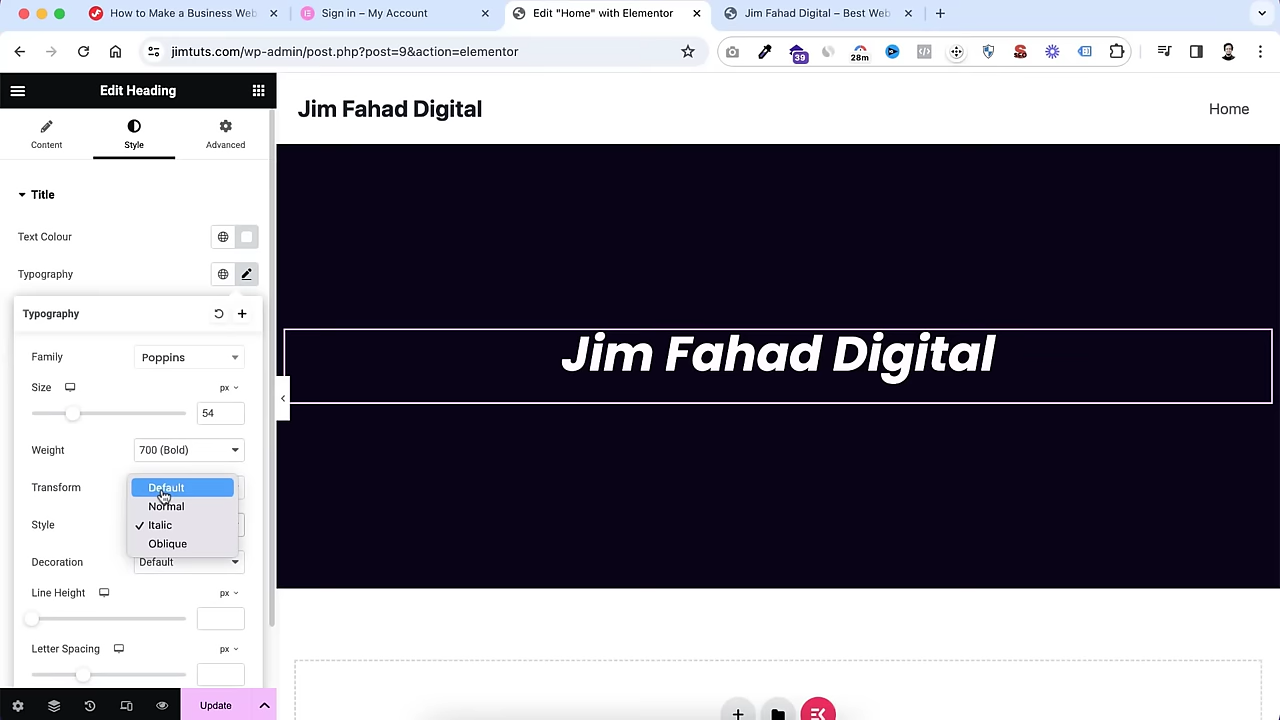 How to Make a Business Web
Sign in – My Account
Edit "Home" with Elementor
Jim Fahad Digital – Best Web
jimtuts.com/wp-admin/post.php?post=9&action=elementor
39
28m
Edit Heading
Jim Fahad Digital
Home
Content
Style
Advanced
Title
Text Colour
Typography
Typography
Family
Poppins
Size
px
54
Weight
700 (Bold)
Transform
Style
Default
Normal
Italic
Oblique
Decoration
Default
Line Height
px
Letter Spacing
px
Update
Jim Fahad Digital